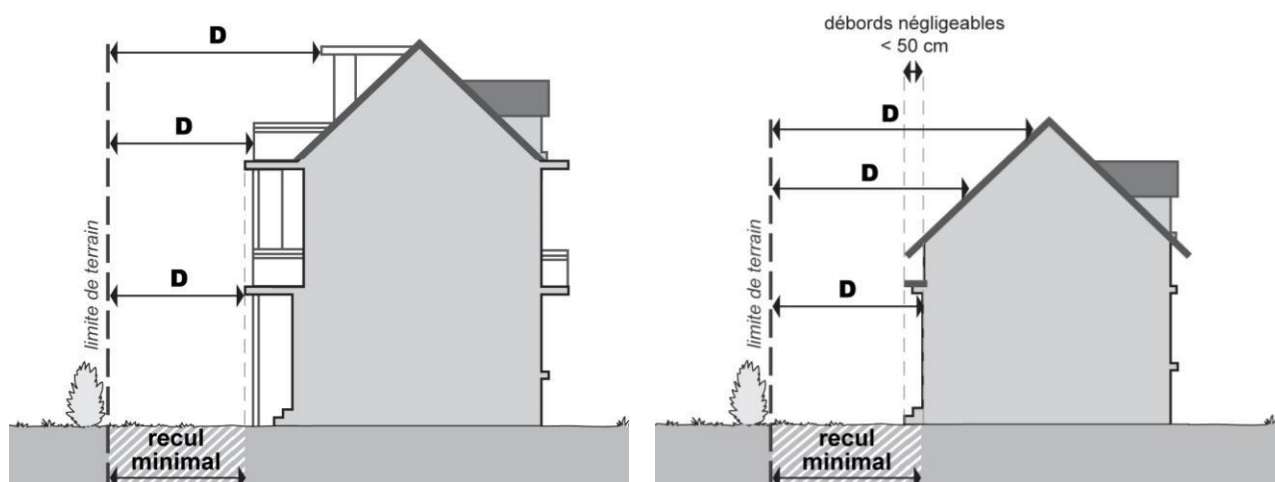 D
D
limite de terrain
D
recul
minimal
débords négligeables
< 50 cm
D
D
limite de terrain
D
recul
minimal